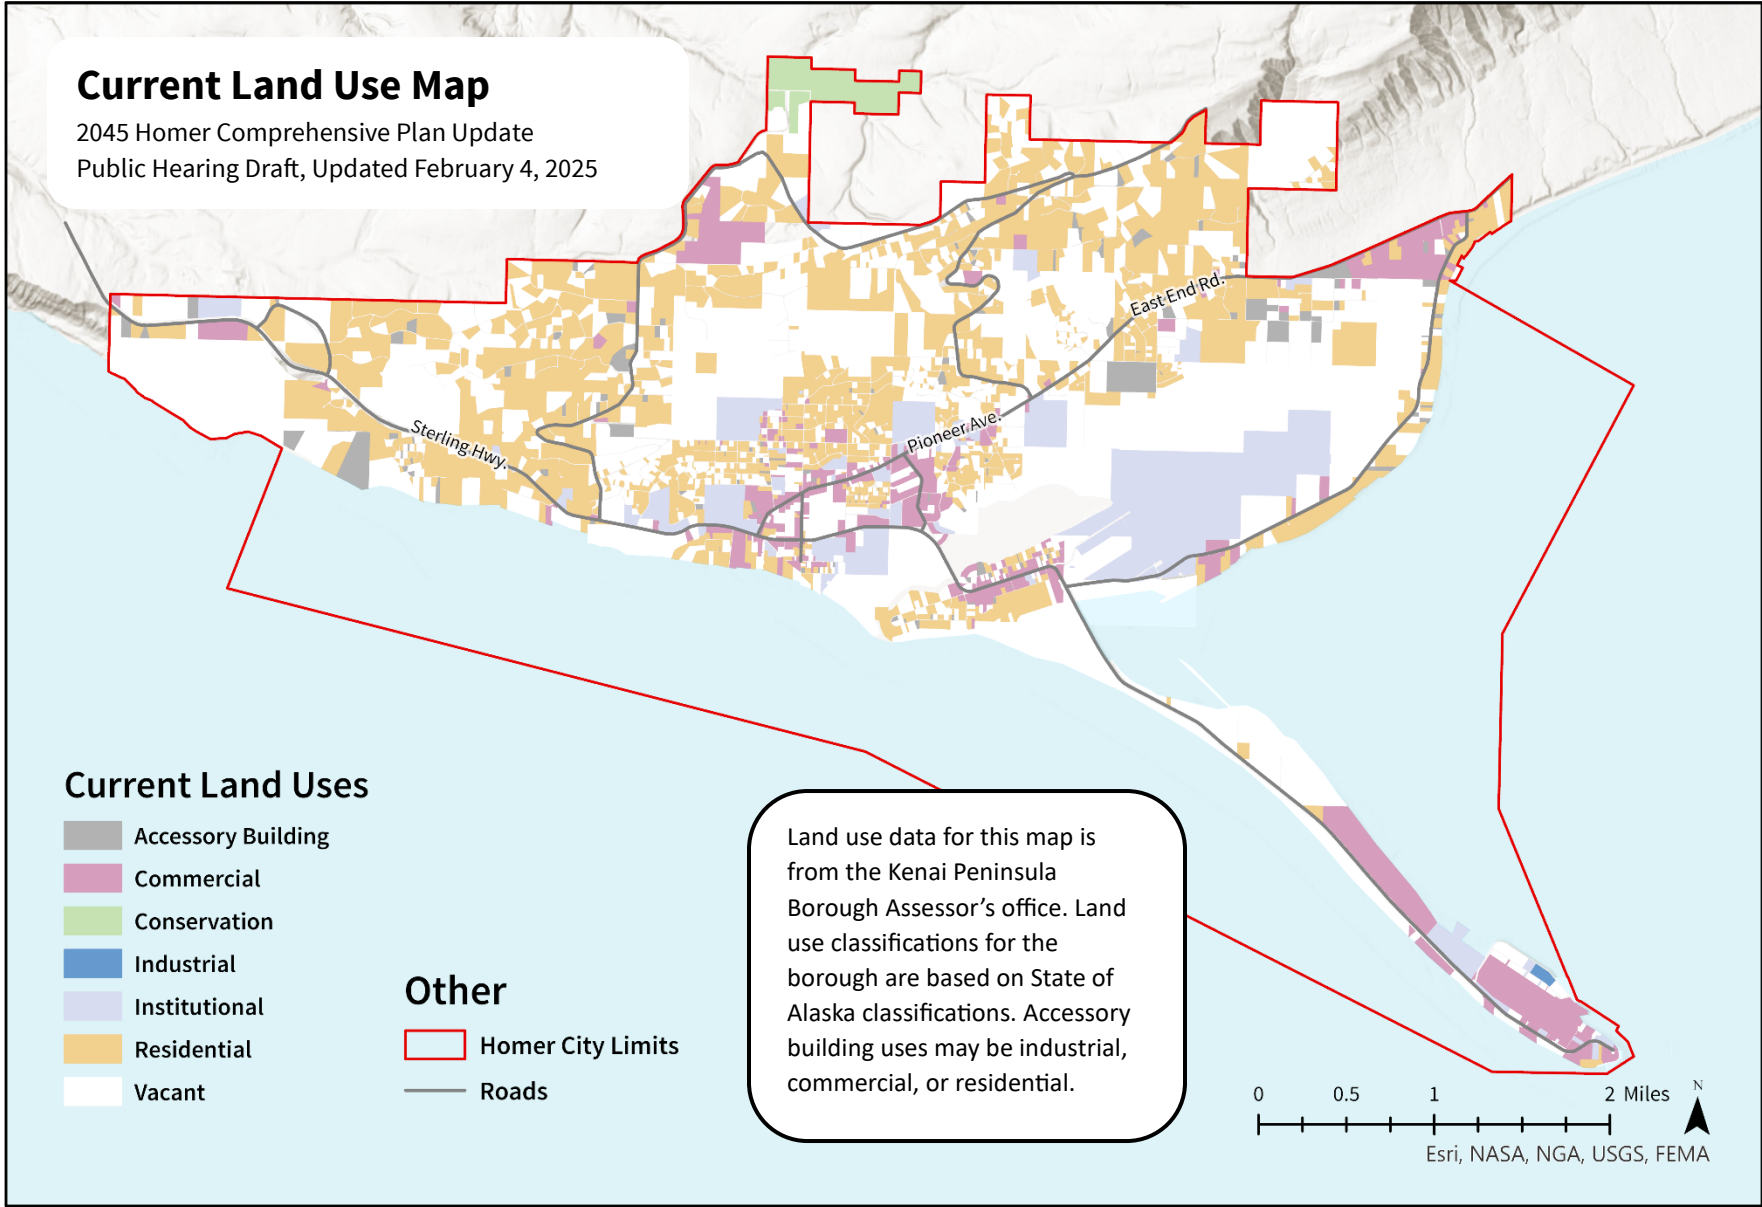 Current Land Use Map
2045 Homer Comprehensive Plan Update
Public Hearing Draft, Updated February 4, 2025
East End Rd.
Pioneer Ave.
Sterling Hwy.
Current Land Uses
Accessory Building
Commercial
Conservation
Industrial
Institutional
Residential
Vacant
Other
Homer City Limits
Roads
Land use data for this map is
from the Kenai Peninsula
Borough Assessor’s office. Land
use classifications for the
borough are based on State of
Alaska classifications. Accessory
building uses may be industrial,
commercial, or residential.
0 0.5 1 2 Miles
N
Esri, NASA, NGA, USGS, FEMA